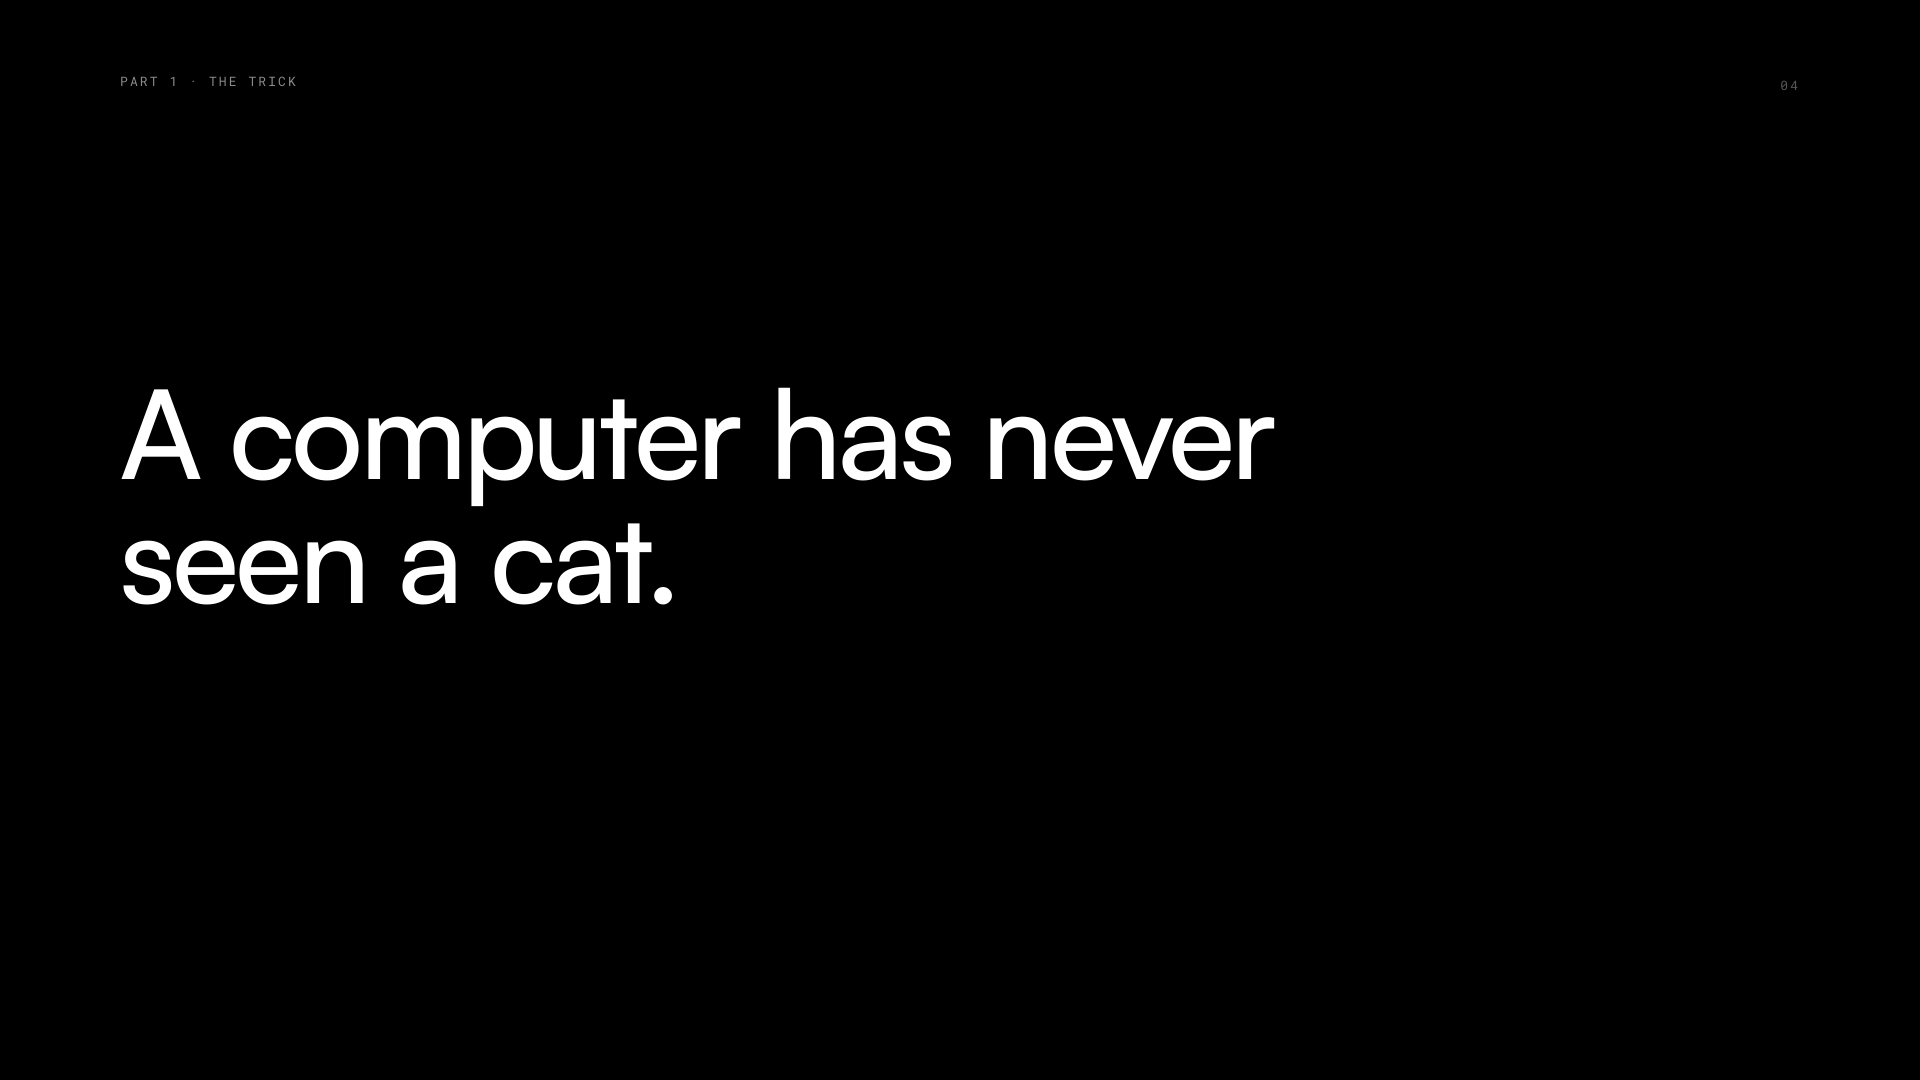 PART 1 · THE TRICK
04
A computer has never
seen a cat.